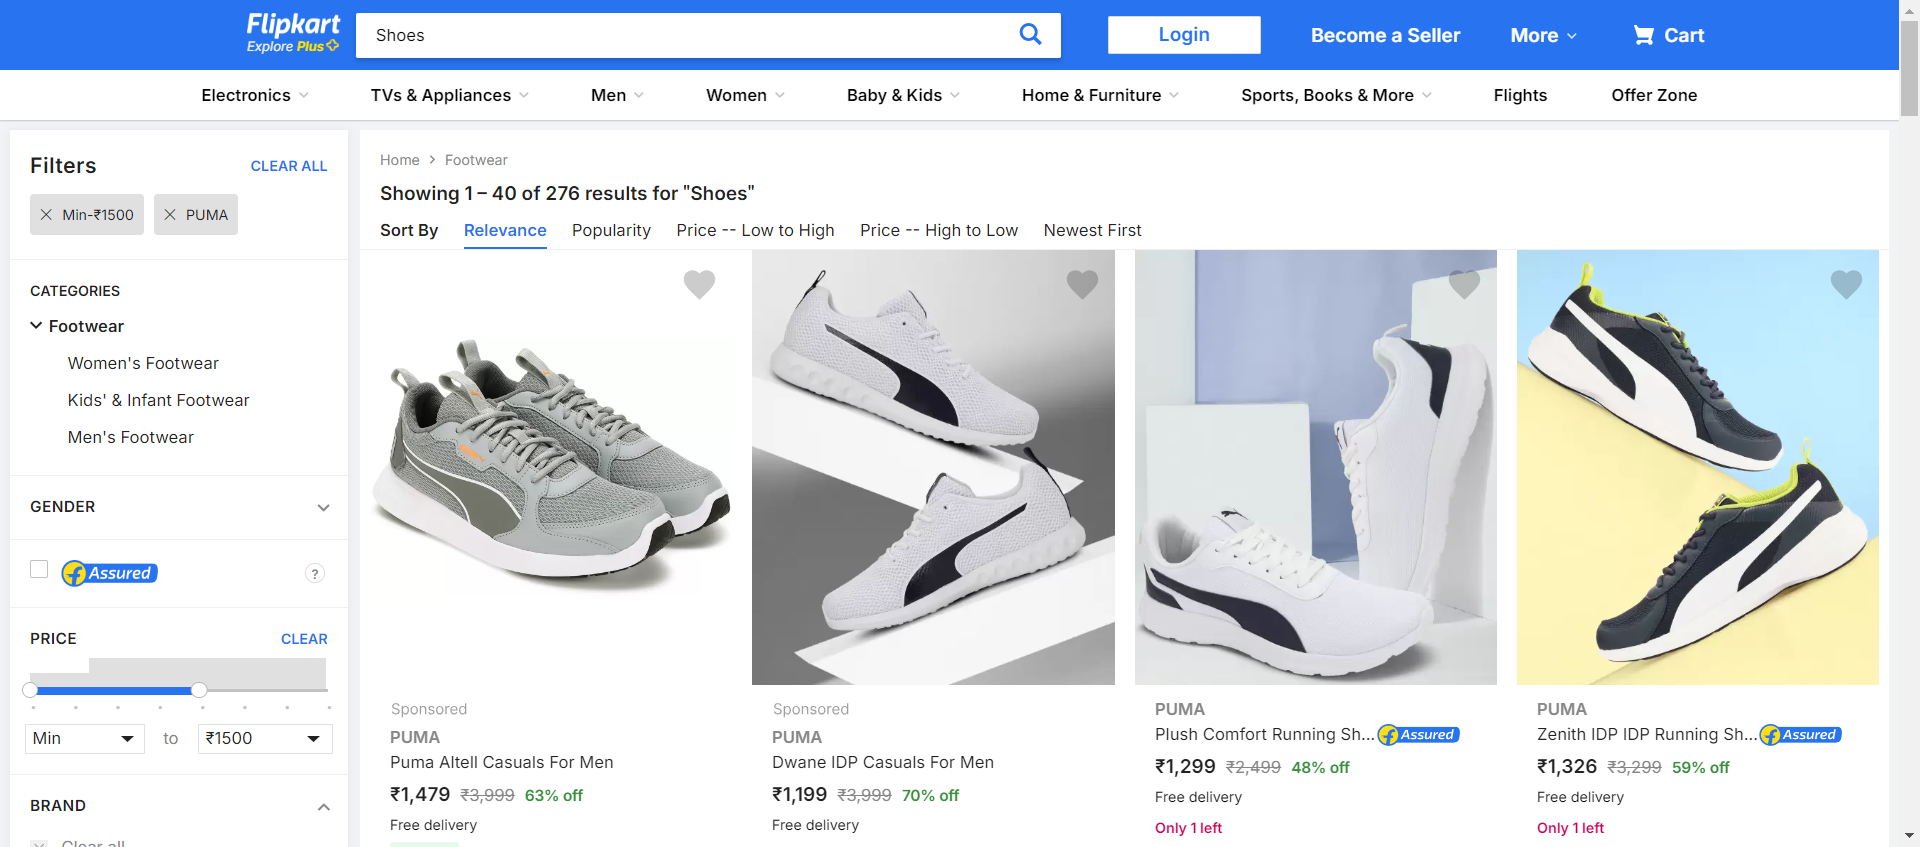 Flipkart
Explore Plus
Shoes
Login
Become a Seller
More
Cart
Electronics
TVs & Appliances
Men
Women
Baby & Kids
Home & Furniture
Sports, Books & More
Flights
Offer Zone
Filters
CLEAR ALL
Min-₹1500
PUMA
CATEGORIES
Footwear
Women's Footwear
Kids' & Infant Footwear
Men's Footwear
GENDER
Assured
?
PRICE
CLEAR
Min
to
₹1500
BRAND
Clear all
Home
Footwear
Showing 1 – 40 of 276 results for "Shoes"
Sort By
Relevance
Popularity
Price -- Low to High
Price -- High to Low
Newest First
Sponsored
PUMA
Puma Altell Casuals For Men
₹1,479 ₹3,999 63% off
Free delivery
Sponsored
PUMA
Dwane IDP Casuals For Men
₹1,199 ₹3,999 70% off
Free delivery
PUMA
Plush Comfort Running Sh...
Assured
₹1,299 ₹2,499 48% off
Free delivery
Only 1 left
PUMA
Zenith IDP IDP Running Sh...
Assured
₹1,326 ₹3,299 59% off
Free delivery
Only 1 left